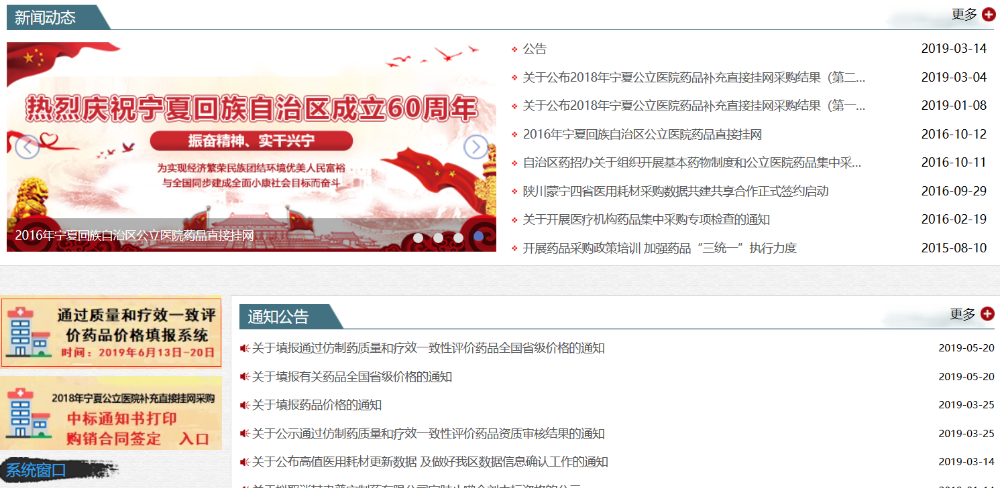 新闻动态
更多
热烈庆祝宁夏回族自治区成立60周年
振奋精神、实干兴宁
为实现经济繁荣民族团结环境优美人民富裕
与全国同步建成全面小康社会目标而奋斗
2016年宁夏回族自治区公立医院药品直接挂网
公告 2019-03-14
关于公布2018年宁夏公立医院药品补充直接挂网采购结果（第二... 2019-03-04
关于公布2018年宁夏公立医院药品补充直接挂网采购结果（第一... 2019-01-08
2016年宁夏回族自治区公立医院药品直接挂网 2016-10-12
自治区药招办关于组织开展基本药物制度和公立医院药品集中采... 2016-10-11
陕川蒙宁四省医用耗材采购数据共建共享合作正式签约启动 2016-09-29
关于开展医疗机构药品集中采购专项检查的通知 2016-02-19
开展药品采购政策培训 加强药品“三统一”执行力度 2015-08-10
通过质量和疗效一致评
价药品价格填报系统
时间：2019年6月13日-20日
2018年宁夏公立医院补充直接挂网采购
中标通知书打印
购销合同签定 入口
系统窗口
通知公告
更多
关于填报通过仿制药质量和疗效一致性评价药品全国省级价格的通知 2019-05-20
关于填报有关药品全国省级价格的通知 2019-05-20
关于填报药品价格的通知 2019-03-25
关于公示通过仿制药质量和疗效一致性评价药品资质审核结果的通知 2019-03-25
关于公布高值医用耗材更新数据 及做好我区数据信息确认工作的通知 2019-03-14